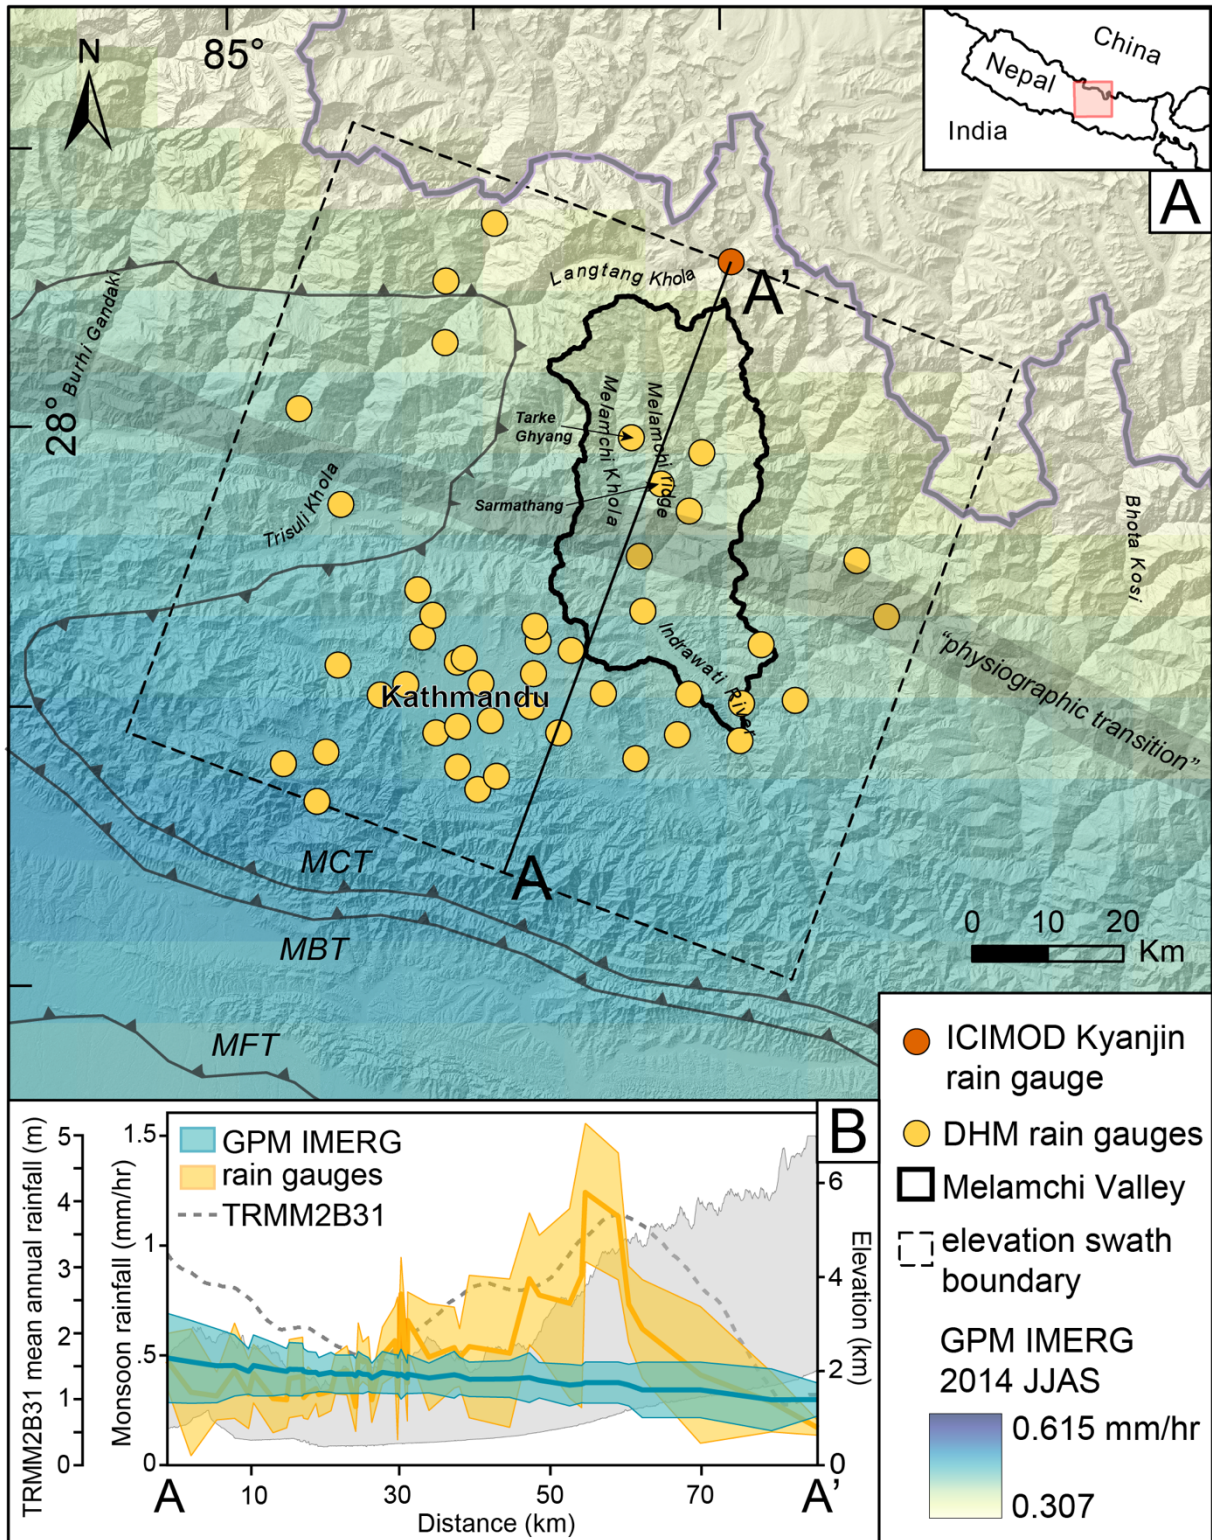 85°
N
China
Nepal
India
A
Langtang Khola
A'
Burhi Gandaki
28°
Tarke
Ghyang
Melamchi Khola
Melamchi ridge
Sarmathang
Trisuli Khola
Bhota Kosi
Indrawati River
"physiographic transition"
Kathmandu
A
MCT
MBT
MFT
0 10 20
Km
ICIMOD Kyanjin
rain gauge
DHM rain gauges
Melamchi Valley
elevation swath
boundary
GPM IMERG
2014 JJAS
0.615 mm/hr
0.307
B
GPM IMERG
rain gauges
TRMM2B31
TRMM2B31 mean annual rainfall (m)
5
4
3
2
1
0
Monsoon rainfall (mm/hr)
1.5
1
.5
0
Elevation (km)
6
4
2
0
A 10 30 50 70 A'
Distance (km)